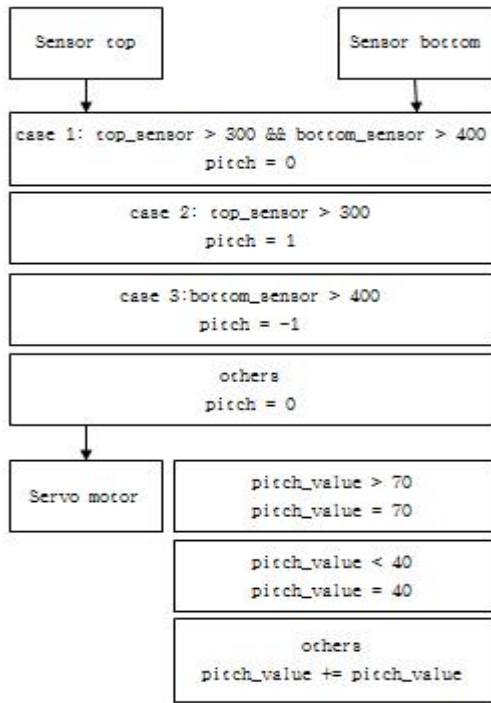 Sensor top
Sensor bottom
case 1: top_sensor > 300 && bottom_sensor > 400
pitch = 0
case 2: top_sensor > 300
pitch = 1
case 3:bottom_sensor > 400
pitch = -1
others
pitch = 0
Servo motor
pitch_value > 70
pitch_value = 70
pitch_value < 40
pitch_value = 40
others
pitch_value += pitch_value